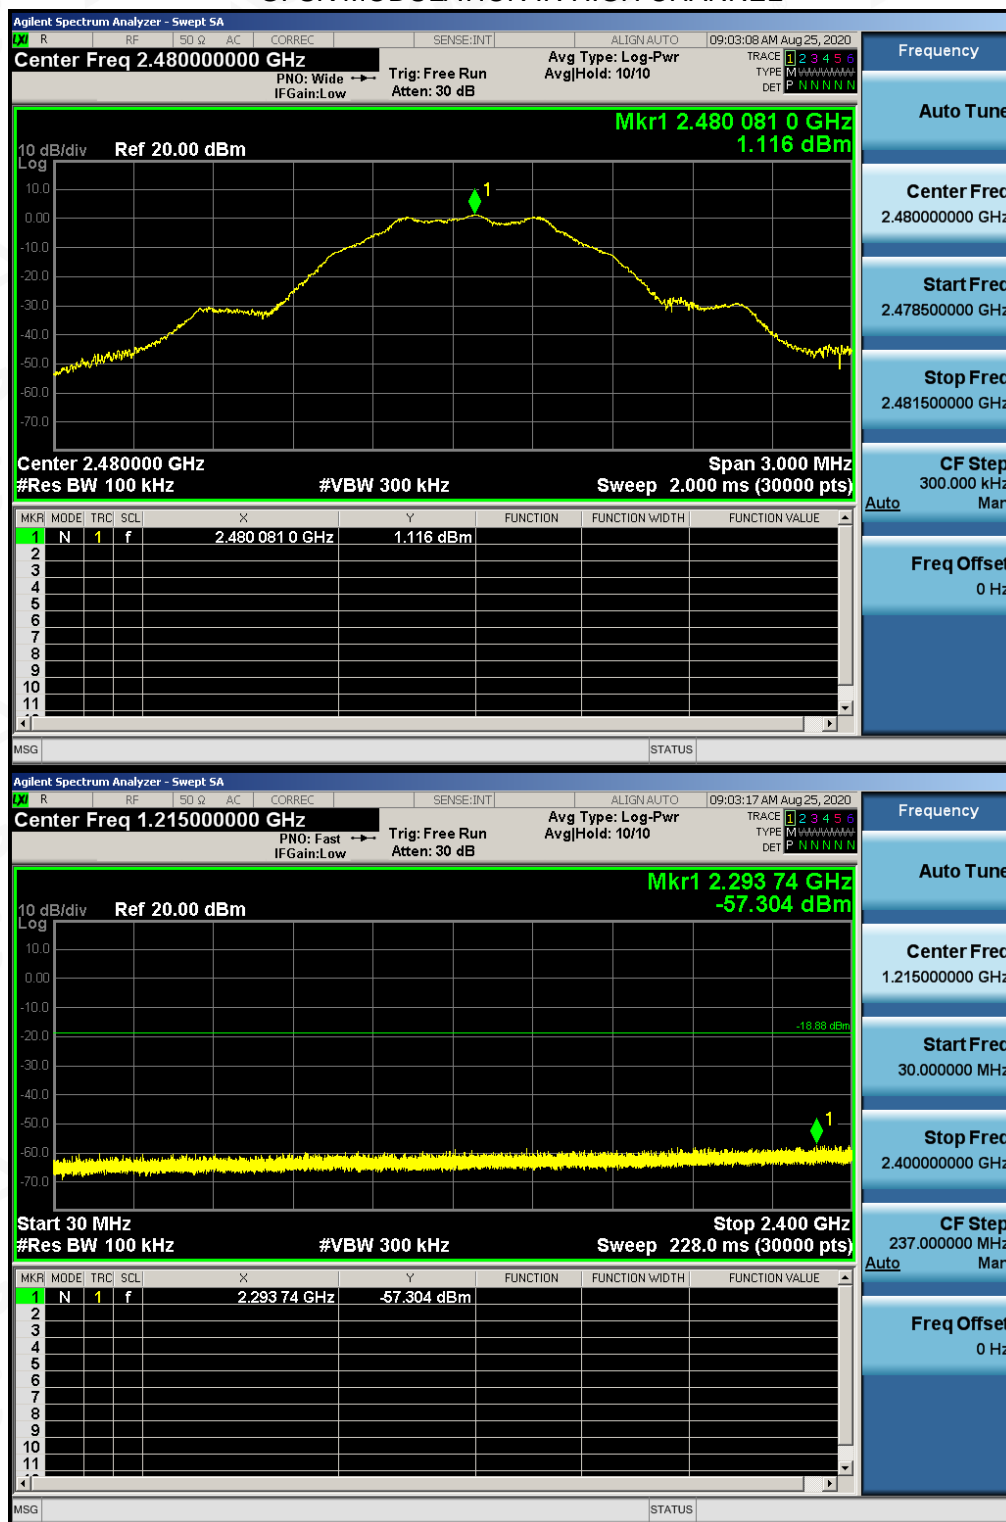 GFSK MODULATION IN HIGH CHANNEL
Agilent Spectrum Analyzer - Swept SA
LXI R RF 50 Ω AC CORREC SENSE:INT ALIGN AUTO 09:03:08 AM Aug 25, 2020
Center Freq 2.480000000 GHz
PNO: Wide
IFGain:Low
Trig: Free Run
Atten: 30 dB
Avg Type: Log-Pwr
Avg|Hold: 10/10
TRACE 1 2 3 4 5 6
TYPE M
DET P N N N N N
Mkr1 2.480 081 0 GHz
1.116 dBm
10 dB/div Ref 20.00 dBm
Log
10.0
0.00
-10.0
-20.0
-30.0
-40.0
-50.0
-60.0
-70.0
1
Center 2.480000 GHz Span 3.000 MHz
#Res BW 100 kHz #VBW 300 kHz Sweep 2.000 ms (30000 pts)
MKR MODE TRC SCL X Y FUNCTION FUNCTION WIDTH FUNCTION VALUE
1 N 1 f 2.480 081 0 GHz 1.116 dBm
2
3
4
5
6
7
8
9
10
11
MSG STATUS
Frequency
Auto Tune
Center Freq
2.480000000 GHz
Start Freq
2.478500000 GHz
Stop Freq
2.481500000 GHz
CF Step
300.000 kHz
Auto Man
Freq Offset
0 Hz
Agilent Spectrum Analyzer - Swept SA
LXI R RF 50 Ω AC CORREC SENSE:INT ALIGN AUTO 09:03:17 AM Aug 25, 2020
Center Freq 1.215000000 GHz
PNO: Fast
IFGain:Low
Trig: Free Run
Atten: 30 dB
Avg Type: Log-Pwr
Avg|Hold: 10/10
TRACE 1 2 3 4 5 6
TYPE M
DET P N N N N N
Mkr1 2.293 74 GHz
-57.304 dBm
10 dB/div Ref 20.00 dBm
Log
10.0
0.00
-10.0
-20.0
-30.0
-40.0
-50.0
-60.0
-70.0
-18.88 dBm
1
Start 30 MHz Stop 2.400 GHz
#Res BW 100 kHz #VBW 300 kHz Sweep 228.0 ms (30000 pts)
MKR MODE TRC SCL X Y FUNCTION FUNCTION WIDTH FUNCTION VALUE
1 N 1 f 2.293 74 GHz -57.304 dBm
2
3
4
5
6
7
8
9
10
11
MSG STATUS
Frequency
Auto Tune
Center Freq
1.215000000 GHz
Start Freq
30.000000 MHz
Stop Freq
2.400000000 GHz
CF Step
237.000000 MHz
Auto Man
Freq Offset
0 Hz